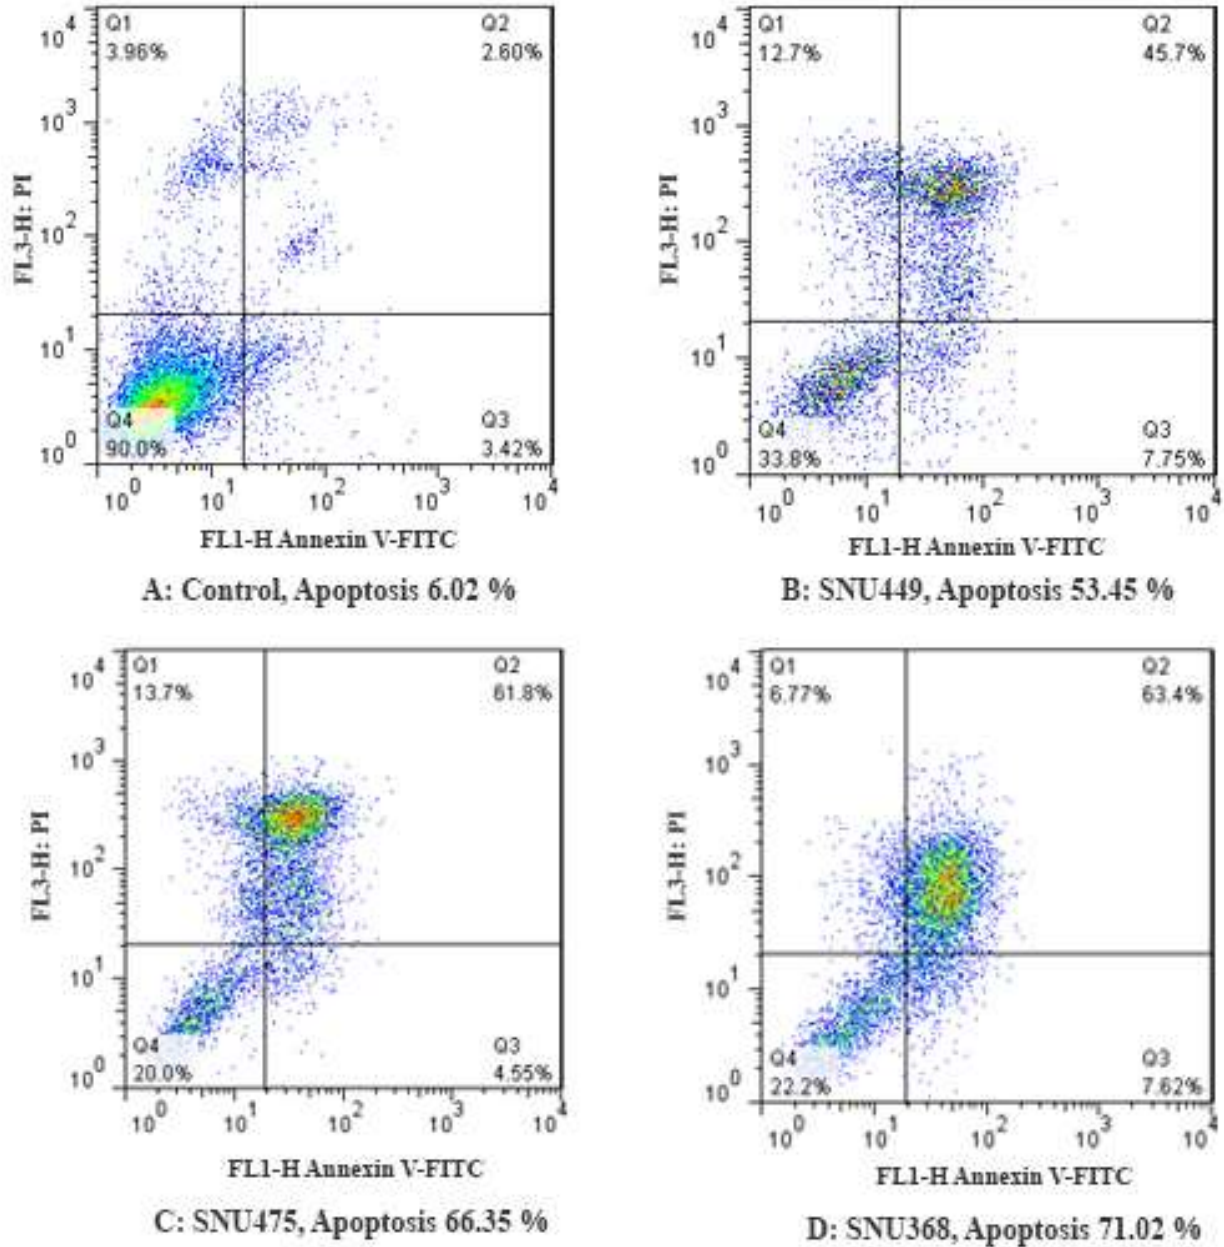 Q1
3.96%
Q2
2.60%
Q4
90.0%
Q3
3.42%
10^4
10^3
10^2
10^1
10^0
FL3-H: PI
10^0 10^1 10^2 10^3 10^4
FL1-H Annexin V-FITC
A: Control, Apoptosis 6.02 %
Q1
12.7%
Q2
45.7%
Q4
33.8%
Q3
7.75%
10^4
10^3
10^2
10^1
10^0
FL3-H: PI
10^0 10^1 10^2 10^3 10^4
FL1-H Annexin V-FITC
B: SNU449, Apoptosis 53.45 %
Q1
13.7%
Q2
61.8%
Q4
20.0%
Q3
4.55%
10^4
10^3
10^2
10^1
10^0
FL3-H: PI
10^0 10^1 10^2 10^3 10^4
FL1-H Annexin V-FITC
C: SNU475, Apoptosis 66.35 %
Q1
6.77%
Q2
63.4%
Q4
22.2%
Q3
7.62%
10^4
10^3
10^2
10^1
10^0
FL3-H: PI
10^0 10^1 10^2 10^3 10^4
FL1-H Annexin V-FITC
D: SNU368, Apoptosis 71.02 %